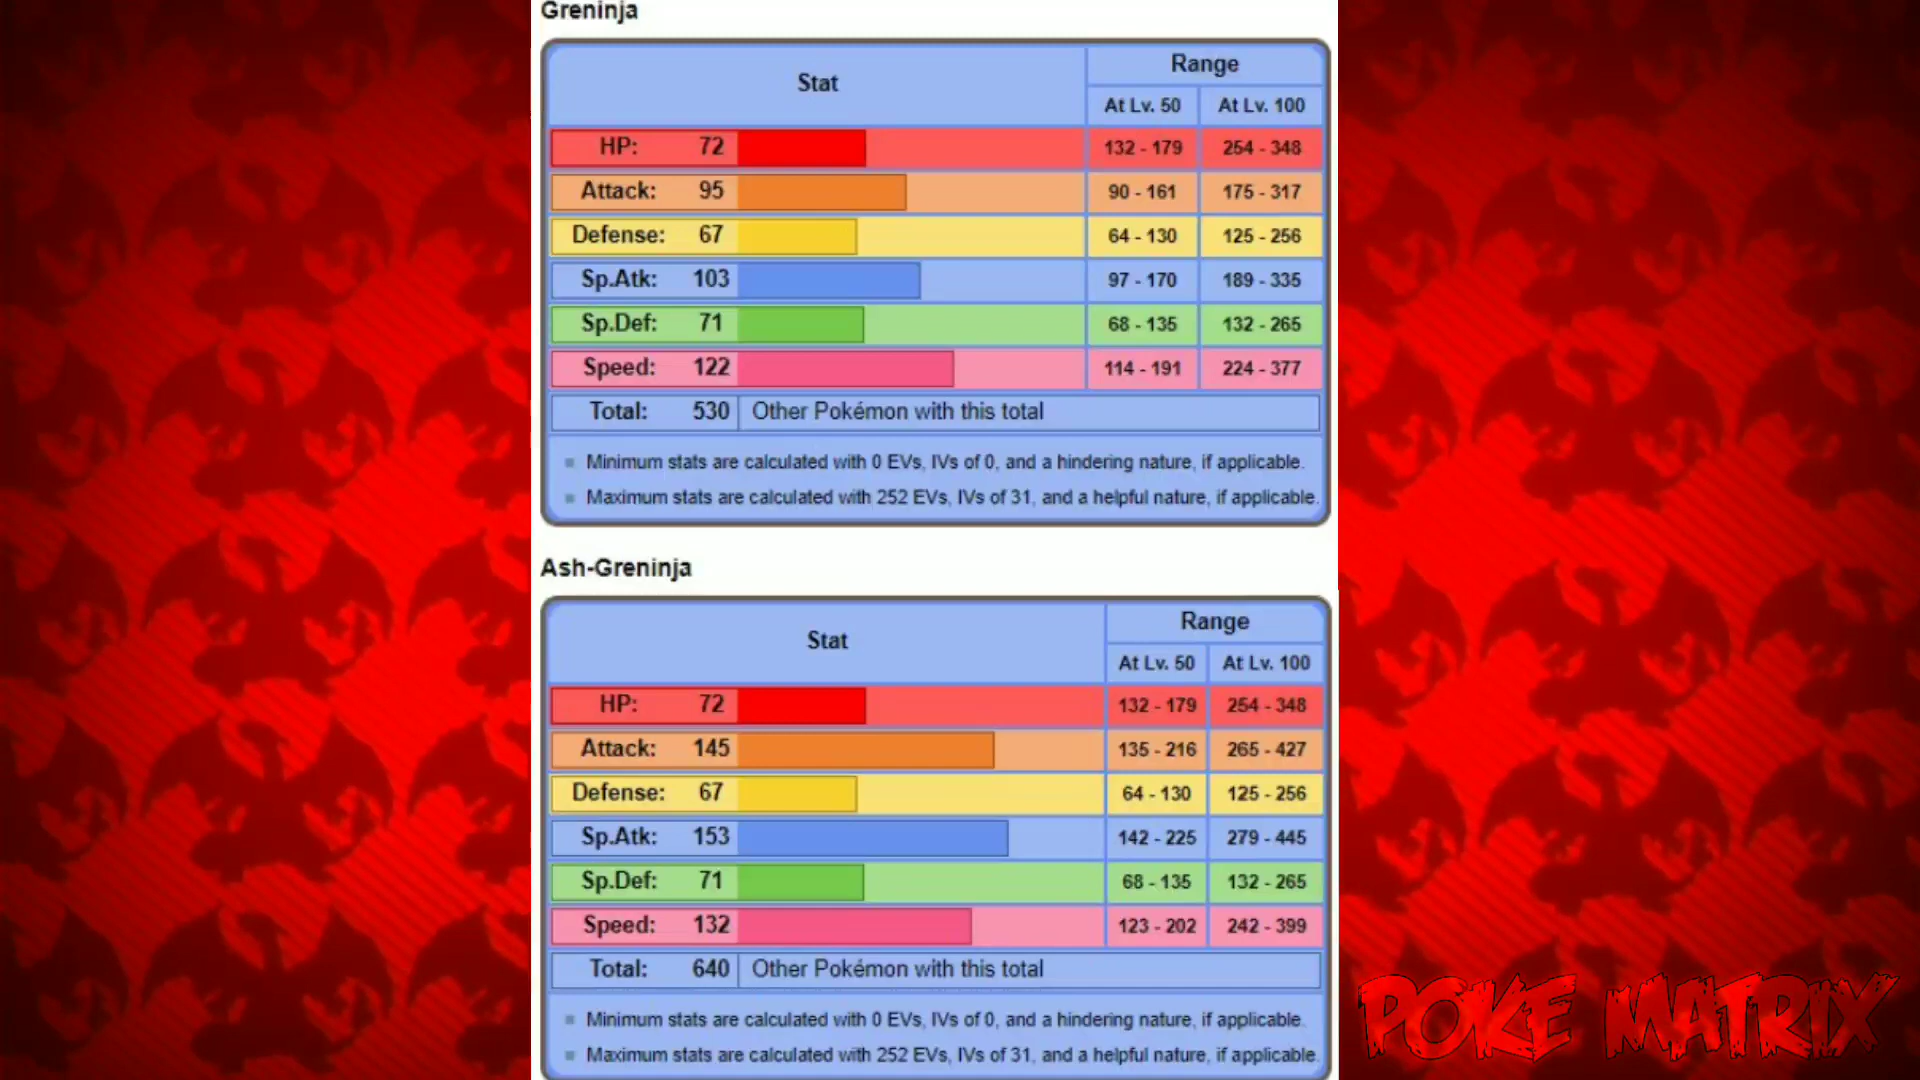 Greninja
Stat
Range
At Lv. 50 At Lv. 100
HP: 72 132 - 179 254 - 348
Attack: 95 90 - 161 175 - 317
Defense: 67 64 - 130 125 - 256
Sp.Atk: 103 97 - 170 189 - 335
Sp.Def: 71 68 - 135 132 - 265
Speed: 122 114 - 191 224 - 377
Total: 530 Other Pokémon with this total
Minimum stats are calculated with 0 EVs, IVs of 0, and a hindering nature, if applicable.
Maximum stats are calculated with 252 EVs, IVs of 31, and a helpful nature, if applicable.
Ash-Greninja
Stat
Range
At Lv. 50 At Lv. 100
HP: 72 132 - 179 254 - 348
Attack: 145 135 - 216 265 - 427
Defense: 67 64 - 130 125 - 256
Sp.Atk: 153 142 - 225 279 - 445
Sp.Def: 71 68 - 135 132 - 265
Speed: 132 123 - 202 242 - 399
Total: 640 Other Pokémon with this total
Minimum stats are calculated with 0 EVs, IVs of 0, and a hindering nature, if applicable.
Maximum stats are calculated with 252 EVs, IVs of 31, and a helpful nature, if applicable.
POKE MATRIX